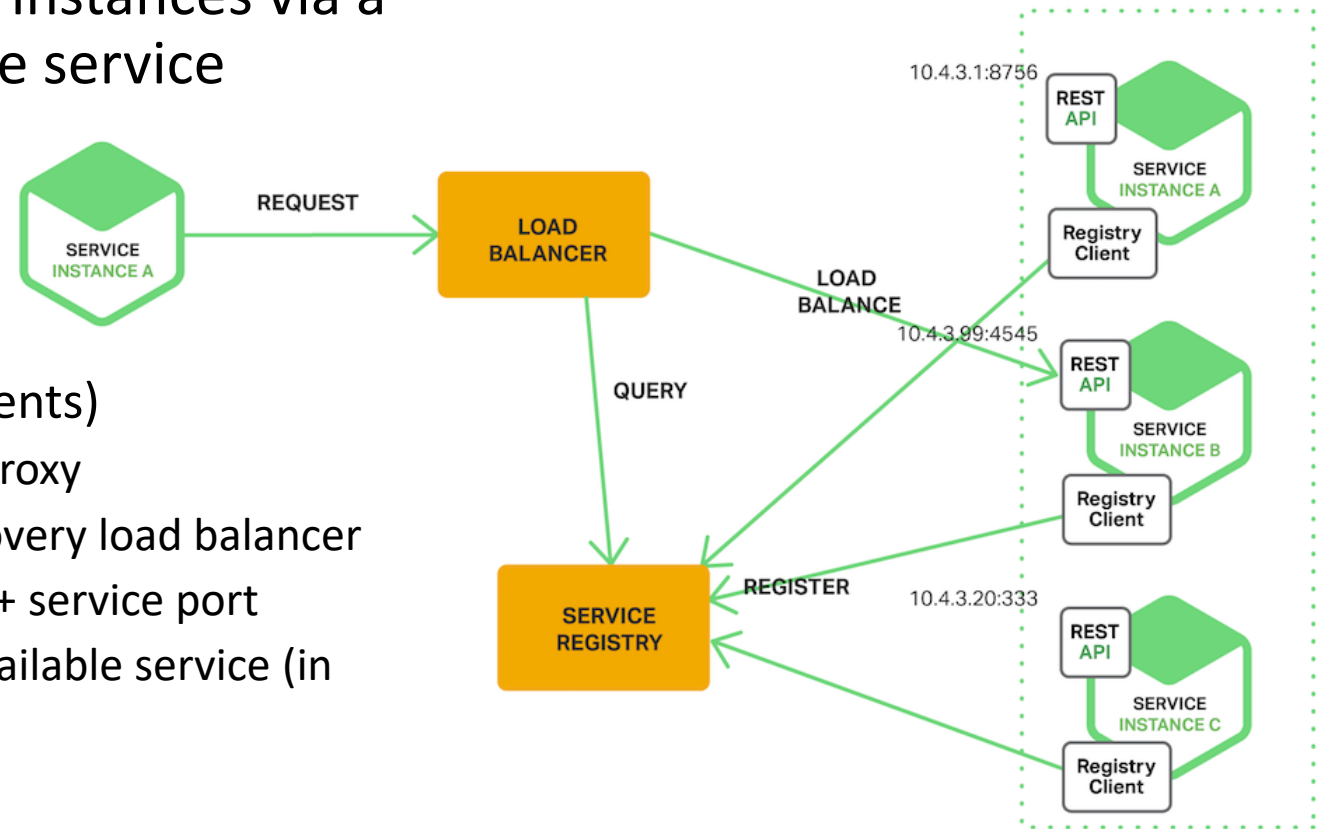 instances via a
e service
10.4.3.1:8756
REST
API
SERVICE
INSTANCE A
Registry
Client
SERVICE
INSTANCE A
REQUEST
LOAD
BALANCER
LOAD
BALANCE
10.4.3.99:4545
REST
API
SERVICE
INSTANCE B
Registry
Client
QUERY
ents)
roxy
overy load balancer
+ service port
ailable service (in
SERVICE
REGISTRY
REGISTER
10.4.3.20:333
REST
API
SERVICE
INSTANCE C
Registry
Client